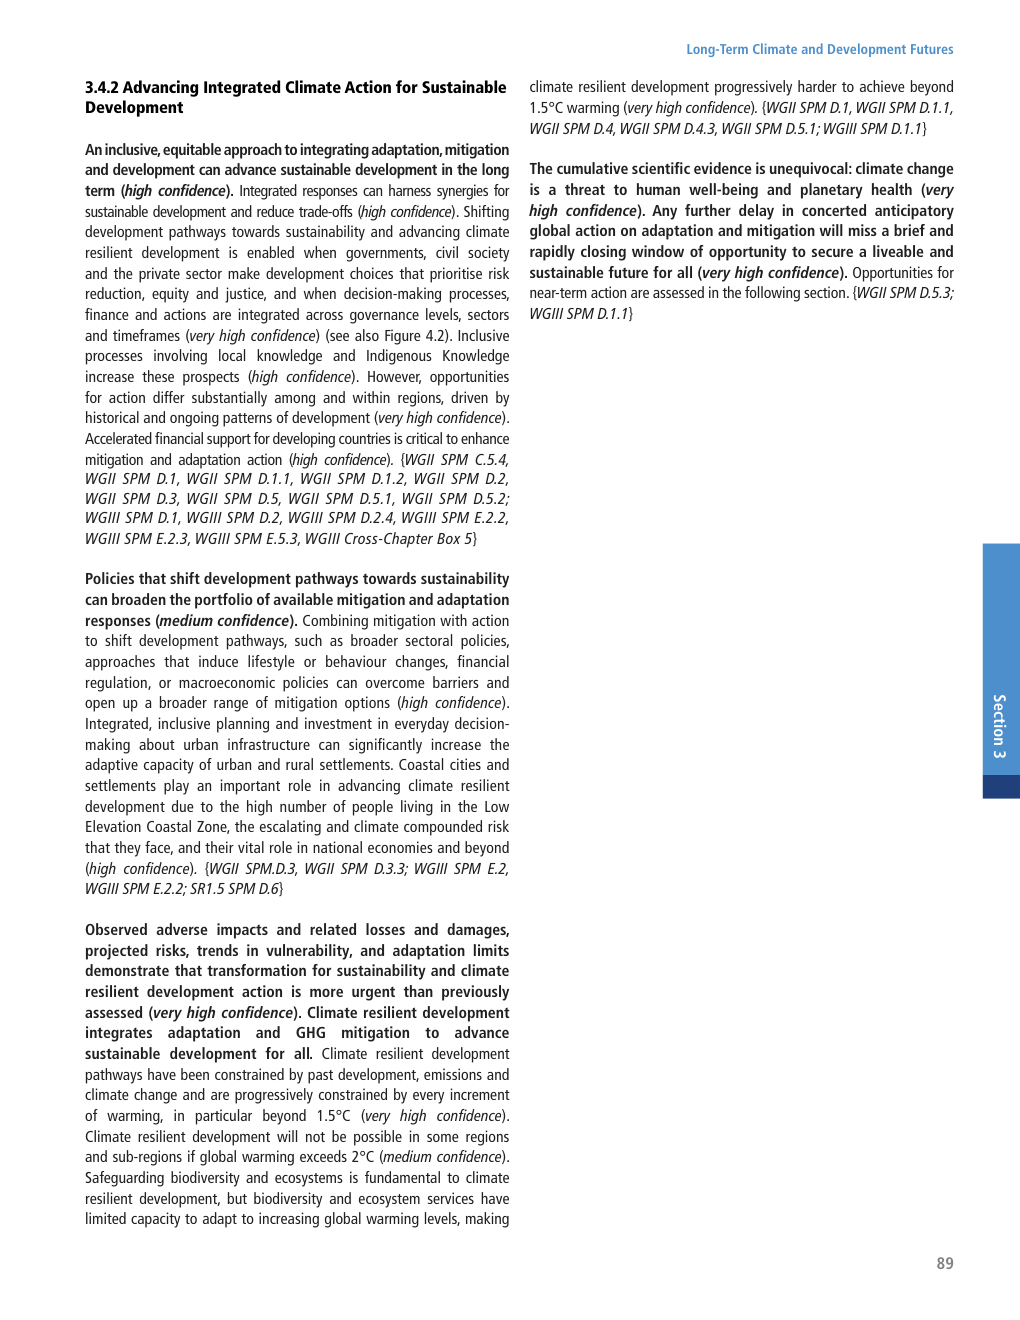 Long-Term Climate and Development Futures
3.4.2 Advancing Integrated Climate Action for Sustainable
Development
An inclusive, equitable approach to integrating adaptation, mitigation
and development can advance sustainable development in the long
term (high confidence). Integrated responses can harness synergies for
sustainable development and reduce trade-offs (high confidence). Shifting
development pathways towards sustainability and advancing climate
resilient development is enabled when governments, civil society
and the private sector make development choices that prioritise risk
reduction, equity and justice, and when decision-making processes,
finance and actions are integrated across governance levels, sectors
and timeframes (very high confidence) (see also Figure 4.2). Inclusive
processes involving local knowledge and Indigenous Knowledge
increase these prospects (high confidence). However, opportunities
for action differ substantially among and within regions, driven by
historical and ongoing patterns of development (very high confidence).
Accelerated financial support for developing countries is critical to enhance
mitigation and adaptation action (high confidence). {WGII SPM C.5.4,
WGII SPM D.1, WGII SPM D.1.1, WGII SPM D.1.2, WGII SPM D.2,
WGII SPM D.3, WGII SPM D.5, WGII SPM D.5.1, WGII SPM D.5.2;
WGIII SPM D.1, WGIII SPM D.2, WGIII SPM D.2.4, WGIII SPM E.2.2,
WGIII SPM E.2.3, WGIII SPM E.5.3, WGIII Cross-Chapter Box 5}
Policies that shift development pathways towards sustainability
can broaden the portfolio of available mitigation and adaptation
responses (medium confidence). Combining mitigation with action
to shift development pathways, such as broader sectoral policies,
approaches that induce lifestyle or behaviour changes, financial
regulation, or macroeconomic policies can overcome barriers and
open up a broader range of mitigation options (high confidence).
Integrated, inclusive planning and investment in everyday decision-
making about urban infrastructure can significantly increase the
adaptive capacity of urban and rural settlements. Coastal cities and
settlements play an important role in advancing climate resilient
development due to the high number of people living in the Low
Elevation Coastal Zone, the escalating and climate compounded risk
that they face, and their vital role in national economies and beyond
(high confidence). {WGII SPM.D.3, WGII SPM D.3.3; WGIII SPM E.2,
WGIII SPM E.2.2; SR1.5 SPM D.6}
Observed adverse impacts and related losses and damages,
projected risks, trends in vulnerability, and adaptation limits
demonstrate that transformation for sustainability and climate
resilient development action is more urgent than previously
assessed (very high confidence). Climate resilient development
integrates adaptation and GHG mitigation to advance
sustainable development for all. Climate resilient development
pathways have been constrained by past development, emissions and
climate change and are progressively constrained by every increment
of warming, in particular beyond 1.5°C (very high confidence).
Climate resilient development will not be possible in some regions
and sub-regions if global warming exceeds 2°C (medium confidence).
Safeguarding biodiversity and ecosystems is fundamental to climate
resilient development, but biodiversity and ecosystem services have
limited capacity to adapt to increasing global warming levels, making
climate resilient development progressively harder to achieve beyond
1.5°C warming (very high confidence). {WGII SPM D.1, WGII SPM D.1.1,
WGII SPM D.4, WGII SPM D.4.3, WGII SPM D.5.1; WGIII SPM D.1.1}
The cumulative scientific evidence is unequivocal: climate change
is a threat to human well-being and planetary health (very
high confidence). Any further delay in concerted anticipatory
global action on adaptation and mitigation will miss a brief and
rapidly closing window of opportunity to secure a liveable and
sustainable future for all (very high confidence). Opportunities for
near-term action are assessed in the following section. {WGII SPM D.5.3;
WGIII SPM D.1.1}
Section 3
89